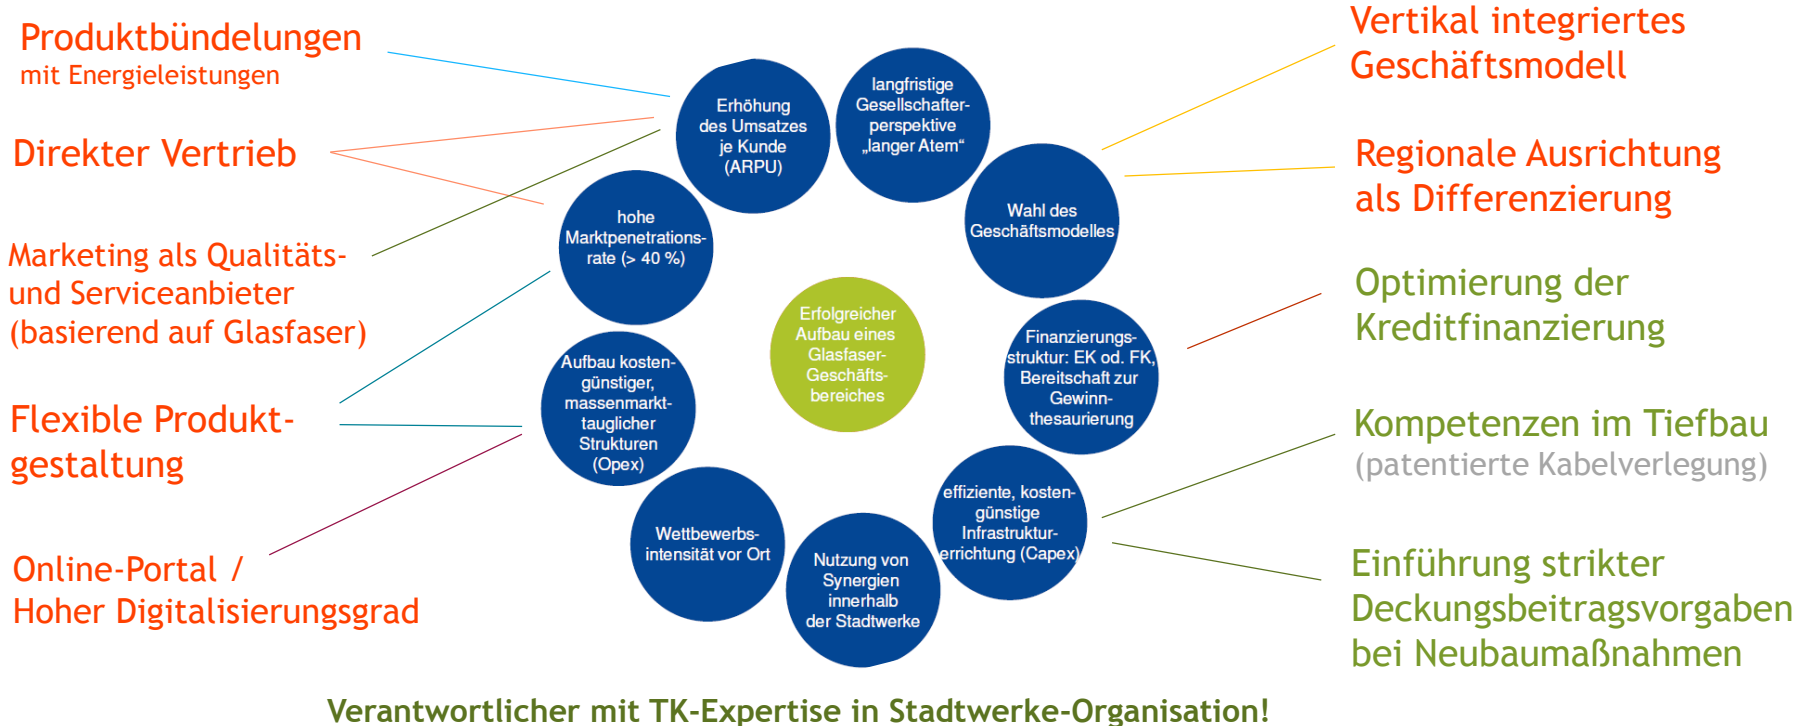 Produktbündelungen
mit Energieleistungen
Direkter Vertrieb
Marketing als Qualitäts-
und Serviceanbieter
(basierend auf Glasfaser)
Flexible Produkt-
gestaltung
Online-Portal /
Hoher Digitalisierungsgrad
Erhöhung
des Umsatzes
je Kunde
(ARPU)
langfristige
Gesellschafter-
perspektive
„langer Atem“
Wahl des
Geschäftsmodelles
Finanzierungs-
struktur: EK od. FK,
Bereitschaft zur
Gewinn-
thesaurierung
effiziente, kosten-
günstige
Infrastruktur-
errichtung (Capex)
Nutzung von
Synergien
innerhalb
der Stadtwerke
Wettbewerbs-
intensität vor Ort
Aufbau kosten-
günstiger,
massenmarkt-
tauglicher
Strukturen
(Opex)
hohe
Marktpenetrations-
rate (> 40 %)
Erfolgreicher
Aufbau eines
Glasfaser-
Geschäfts-
bereiches
Vertikal integriertes
Geschäftsmodell
Regionale Ausrichtung
als Differenzierung
Optimierung der
Kreditfinanzierung
Kompetenzen im Tiefbau
(patentierte Kabelverlegung)
Einführung strikter
Deckungsbeitragsvorgaben
bei Neubaumaßnahmen
Verantwortlicher mit TK-Expertise in Stadtwerke-Organisation!